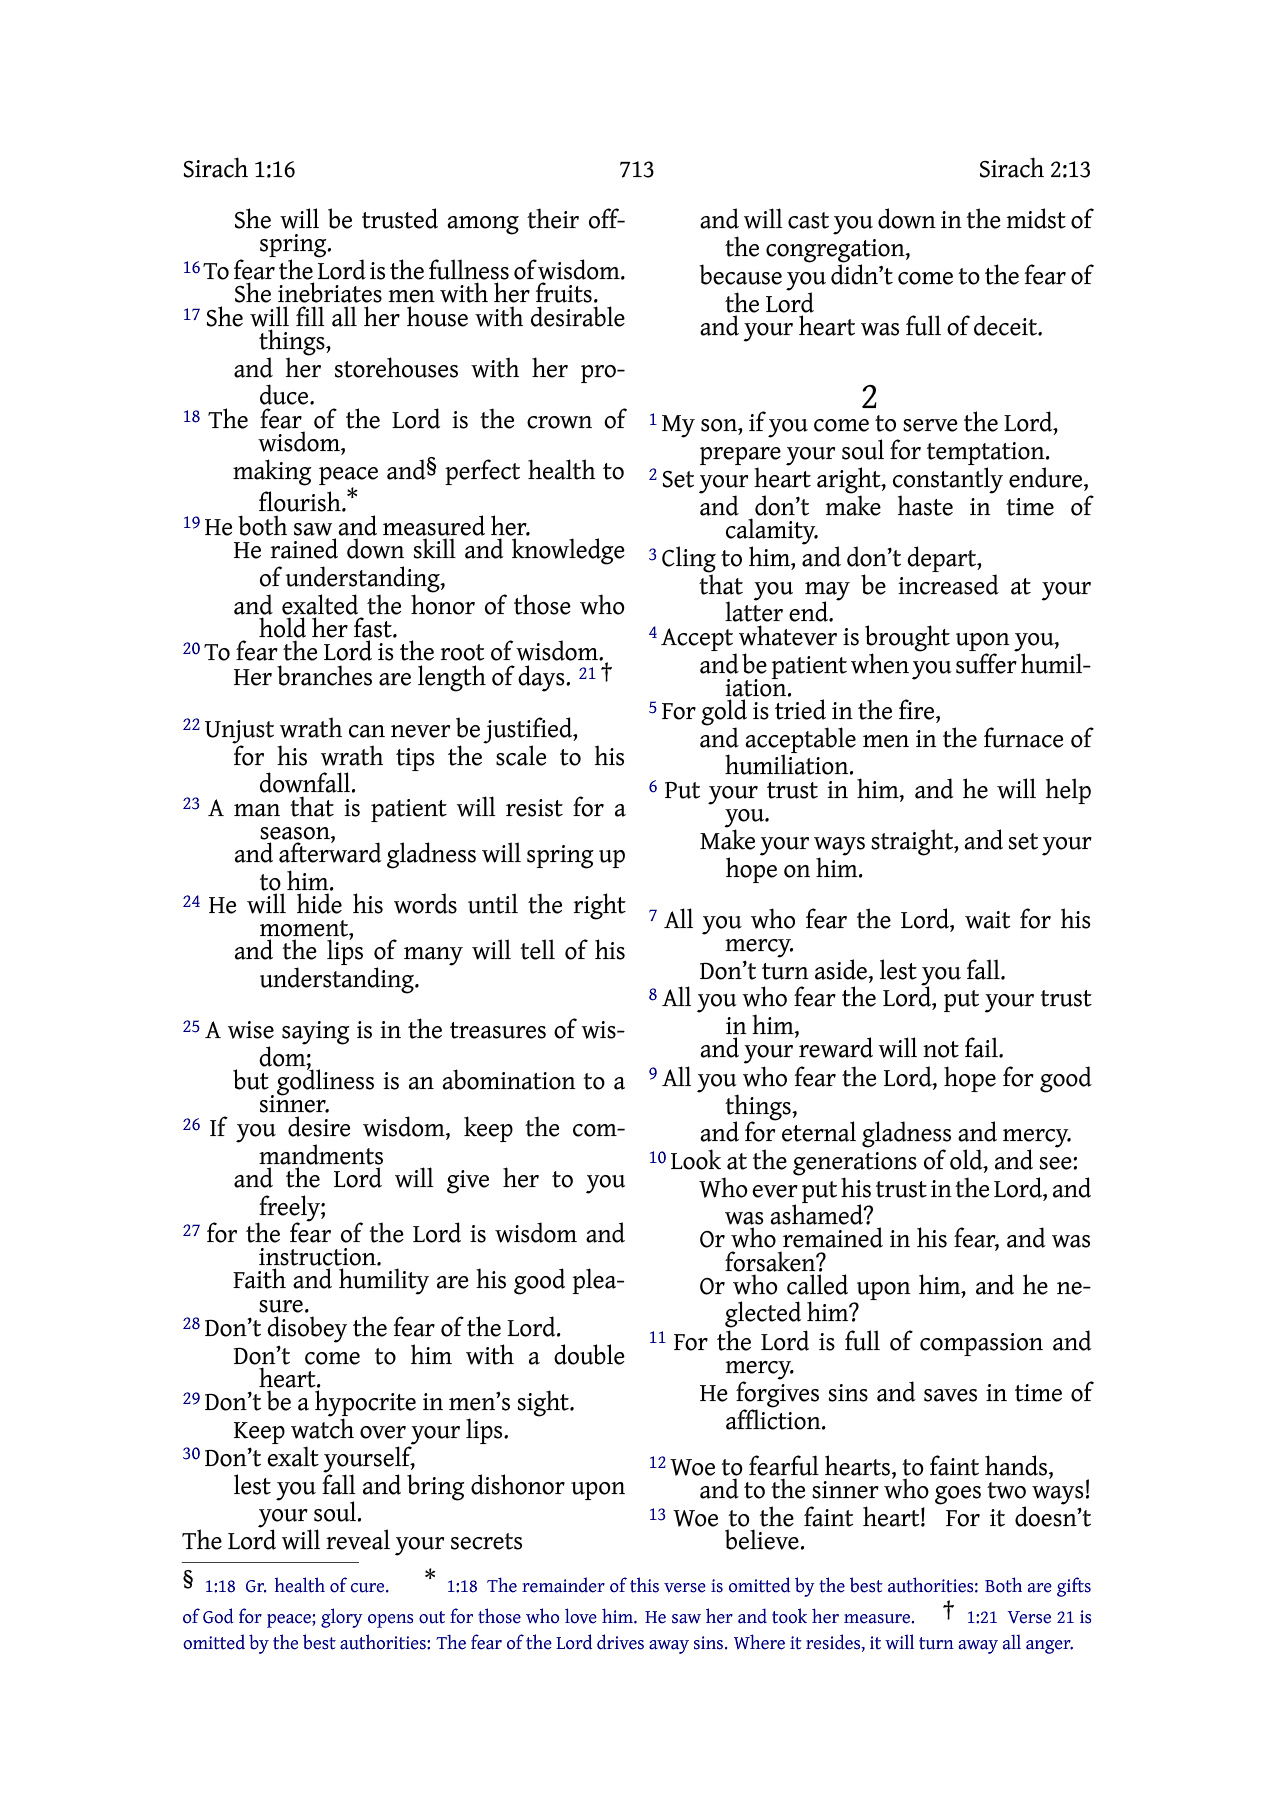 Sirach 1:16 713 Sirach 2:13
She will be trusted among their off-
spring.
16 To fear the Lord is the fullness of wisdom.
She inebriates men with her fruits.
17 She will fill all her house with desirable
things,
and her storehouses with her pro-
duce.
18 The fear of the Lord is the crown of
wisdom,
making peace and§ perfect health to
flourish.*
19 He both saw and measured her.
He rained down skill and knowledge
of understanding,
and exalted the honor of those who
hold her fast.
20 To fear the Lord is the root of wisdom.
Her branches are length of days. 21 †
22 Unjust wrath can never be justified,
for his wrath tips the scale to his
downfall.
23 A man that is patient will resist for a
season,
and afterward gladness will spring up
to him.
24 He will hide his words until the right
moment,
and the lips of many will tell of his
understanding.
25 A wise saying is in the treasures of wis-
dom;
but godliness is an abomination to a
sinner.
26 If you desire wisdom, keep the com-
mandments
and the Lord will give her to you
freely;
27 for the fear of the Lord is wisdom and
instruction.
Faith and humility are his good plea-
sure.
28 Don’t disobey the fear of the Lord.
Don’t come to him with a double
heart.
29 Don’t be a hypocrite in men’s sight.
Keep watch over your lips.
30 Don’t exalt yourself,
lest you fall and bring dishonor upon
your soul.
The Lord will reveal your secrets
and will cast you down in the midst of
the congregation,
because you didn’t come to the fear of
the Lord
and your heart was full of deceit.
2
1 My son, if you come to serve the Lord,
prepare your soul for temptation.
2 Set your heart aright, constantly endure,
and don’t make haste in time of
calamity.
3 Cling to him, and don’t depart,
that you may be increased at your
latter end.
4 Accept whatever is brought upon you,
and be patient when you suffer humil-
iation.
5 For gold is tried in the fire,
and acceptable men in the furnace of
humiliation.
6 Put your trust in him, and he will help
you.
Make your ways straight, and set your
hope on him.
7 All you who fear the Lord, wait for his
mercy.
Don’t turn aside, lest you fall.
8 All you who fear the Lord, put your trust
in him,
and your reward will not fail.
9 All you who fear the Lord, hope for good
things,
and for eternal gladness and mercy.
10 Look at the generations of old, and see:
Who ever put his trust in the Lord, and
was ashamed?
Or who remained in his fear, and was
forsaken?
Or who called upon him, and he ne-
glected him?
11 For the Lord is full of compassion and
mercy.
He forgives sins and saves in time of
affliction.
12 Woe to fearful hearts, to faint hands,
and to the sinner who goes two ways!
13 Woe to the faint heart! For it doesn’t
believe.
§ 1:18 Gr. health of cure. * 1:18 The remainder of this verse is omitted by the best authorities: Both are gifts
of God for peace; glory opens out for those who love him. He saw her and took her measure. † 1:21 Verse 21 is
omitted by the best authorities: The fear of the Lord drives away sins. Where it resides, it will turn away all anger.